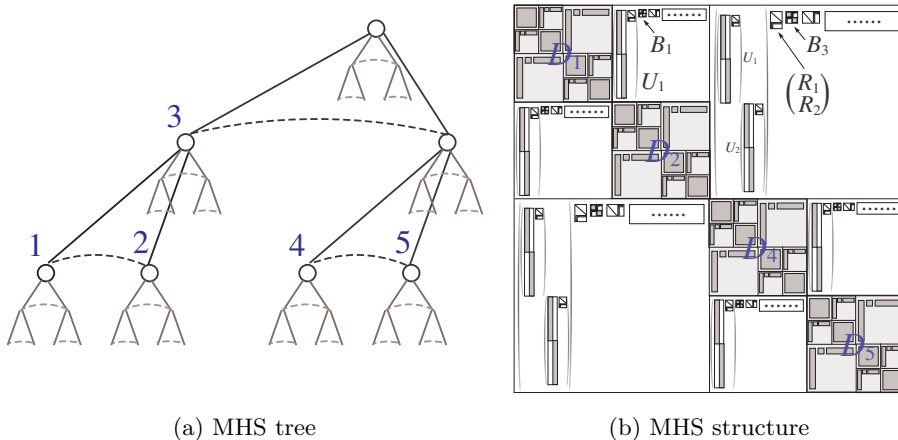 3
1
2
4
5
D1
B1
U1
U1
B3
(R1
R2)
D2
U2
D4
D5
(a) MHS tree
(b) MHS structure